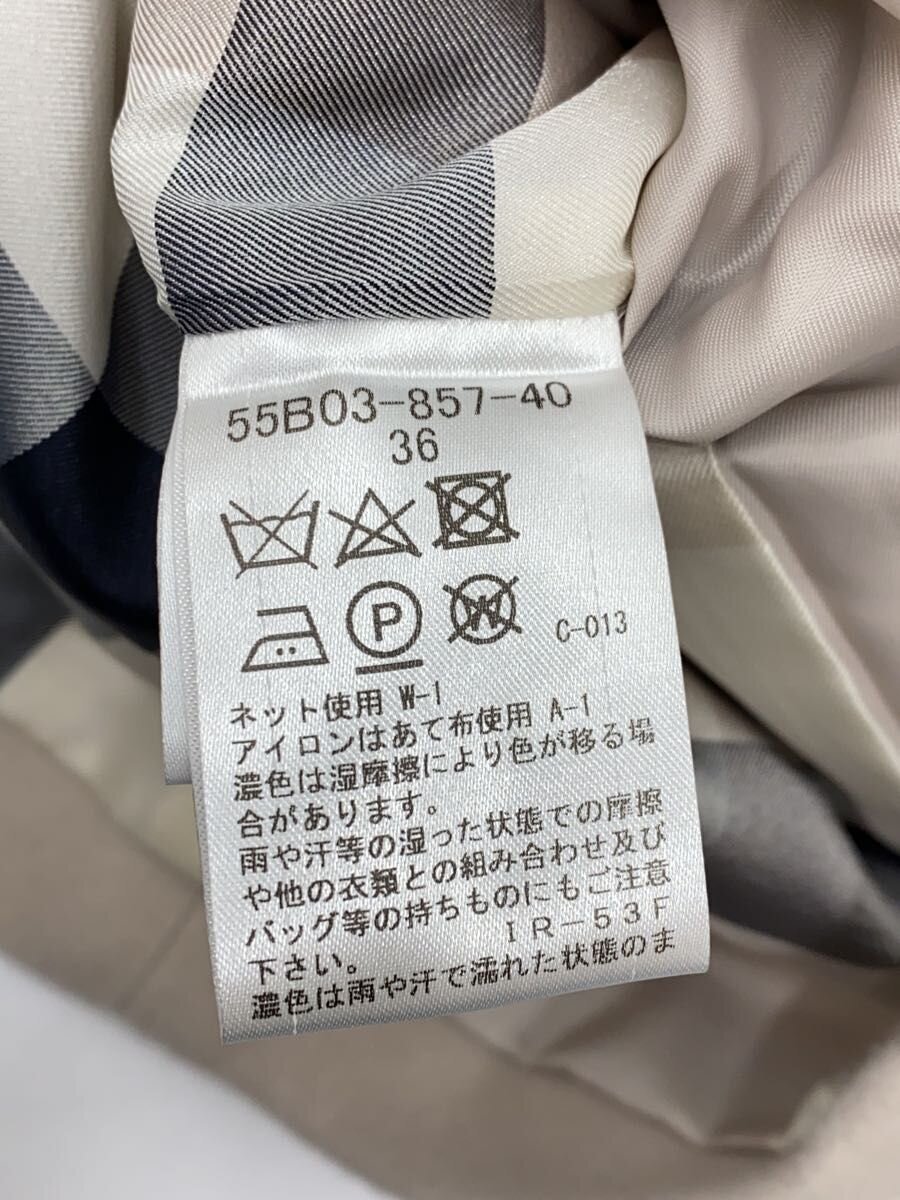 55B03-857-40
36
P
W
C-013
ネット使用 W-1
アイロンはあて布使用 A-1
濃色は湿摩擦により色が移る場
合があります。
雨や汗等の湿った状態での摩擦
や他の衣類との組み合わせ及び
バッグ等の持ちものにもご注意
下さい。 IR-53F
濃色は雨や汗で濡れた状態のま